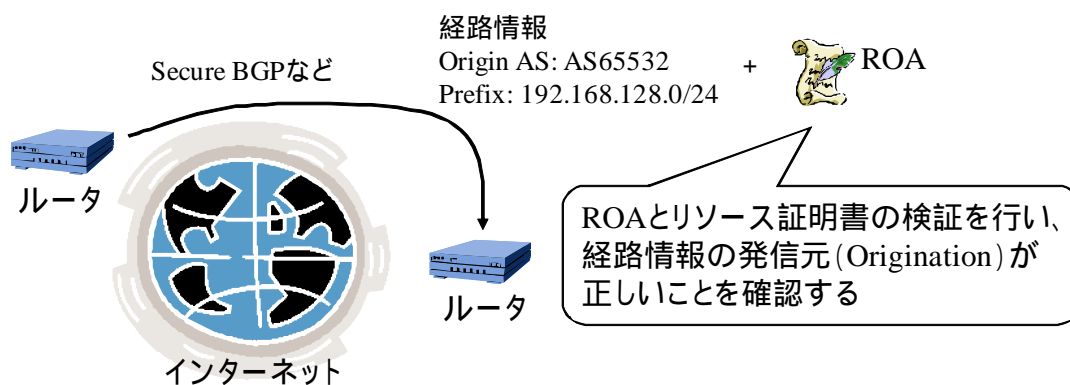 経路情報
Origin AS: AS65532
Prefix: 192.168.128.0/24
+
ROA
Secure BGPなど
ルータ
ルータ
インターネット
ROAとリソース証明書の検証を行い、
経路情報の発信元(Origination)が
正しいことを確認する